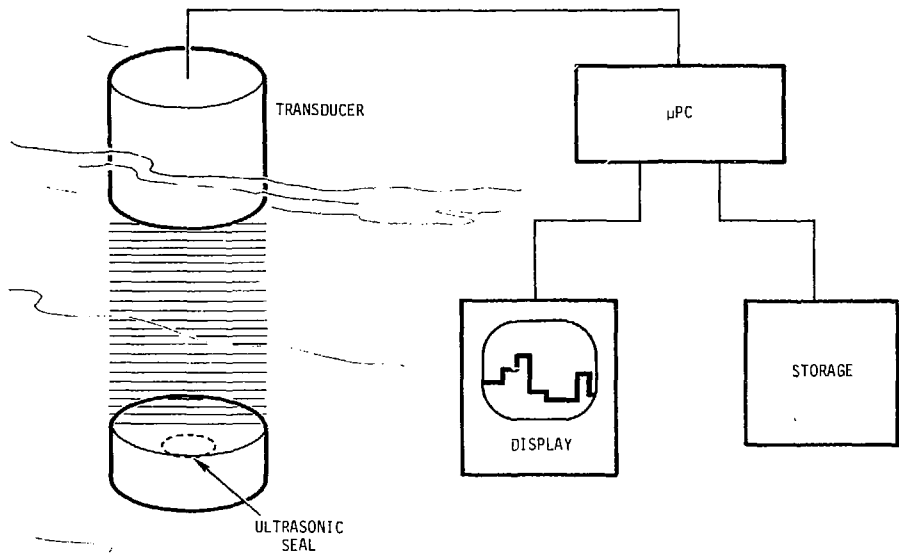 TRANSDUCER
μPC
STORAGE
DISPLAY
ULTRASONIC
SEAL